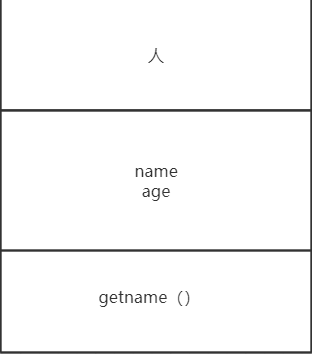 人
name
age
getname（）